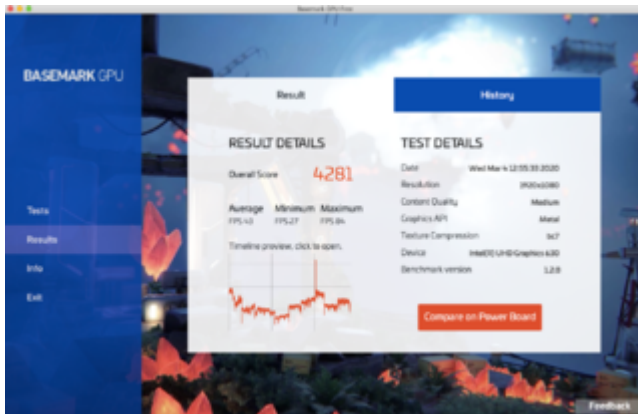 Basemark GPU Free
BASEMARK GPU
Tests
Results
Info
Exit
Result
History
RESULT DETAILS
Overall Score 4281
Average Minimum Maximum
FPS:43 FPS:27 FPS:84
Timeline preview, click to open.
TEST DETAILS
Date Wed Mar 4 12:55:33 2020
Resolution 1920x1080
Content Quality Medium
Graphics API Metal
Texture Compression bc7
Device Intel(R) UHD Graphics 630
Benchmark version 1.2.0
Compare on Power Board
Feedback